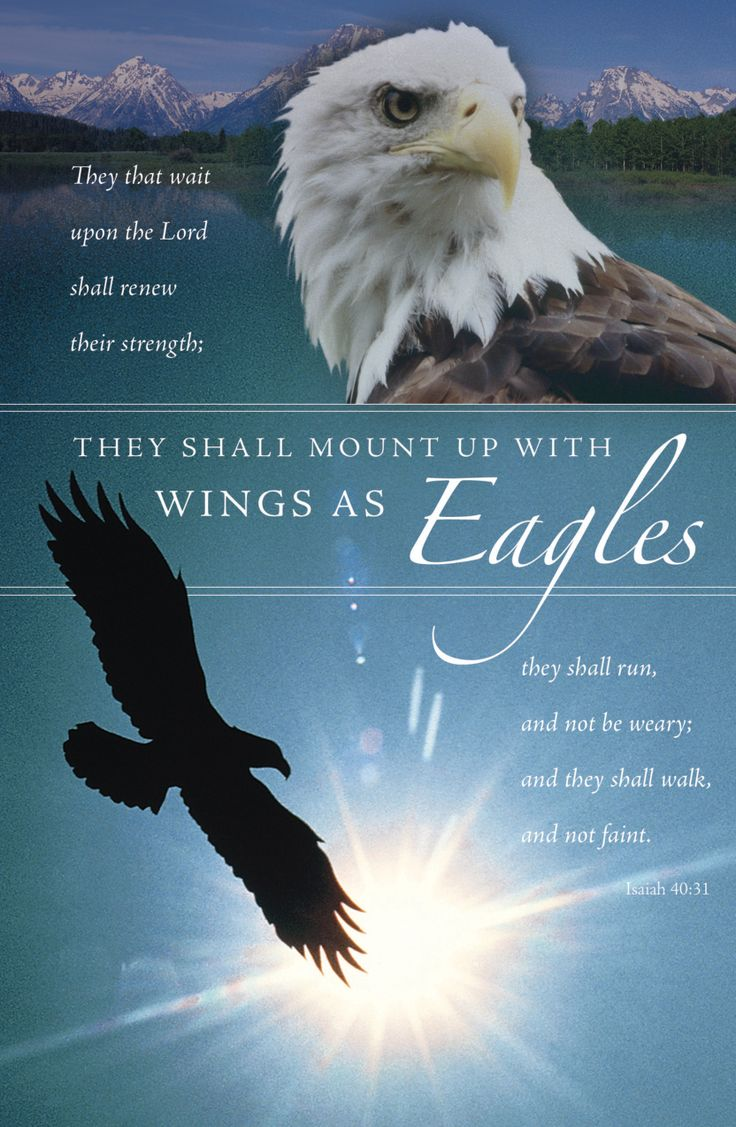 They that wait
upon the Lord
shall renew
their strength;
THEY SHALL MOUNT UP WITH
WINGS AS Eagles
they shall run,
and not be weary;
and they shall walk,
and not faint.
Isaiah 40:31